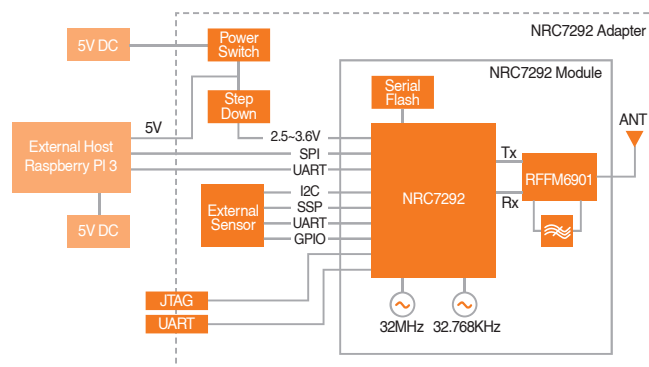 NRC7292 Adapter
5V DC
Power
Switch
NRC7292 Module
Serial
Flash
Step
Down
ANT
5V
2.5~3.6V
External Host
Raspberry PI 3
SPI
UART
Tx
RFFM6901
Rx
NRC7292
External
Sensor
I2C
SSP
UART
GPIO
5V DC
JTAG
UART
32MHz
32.768KHz